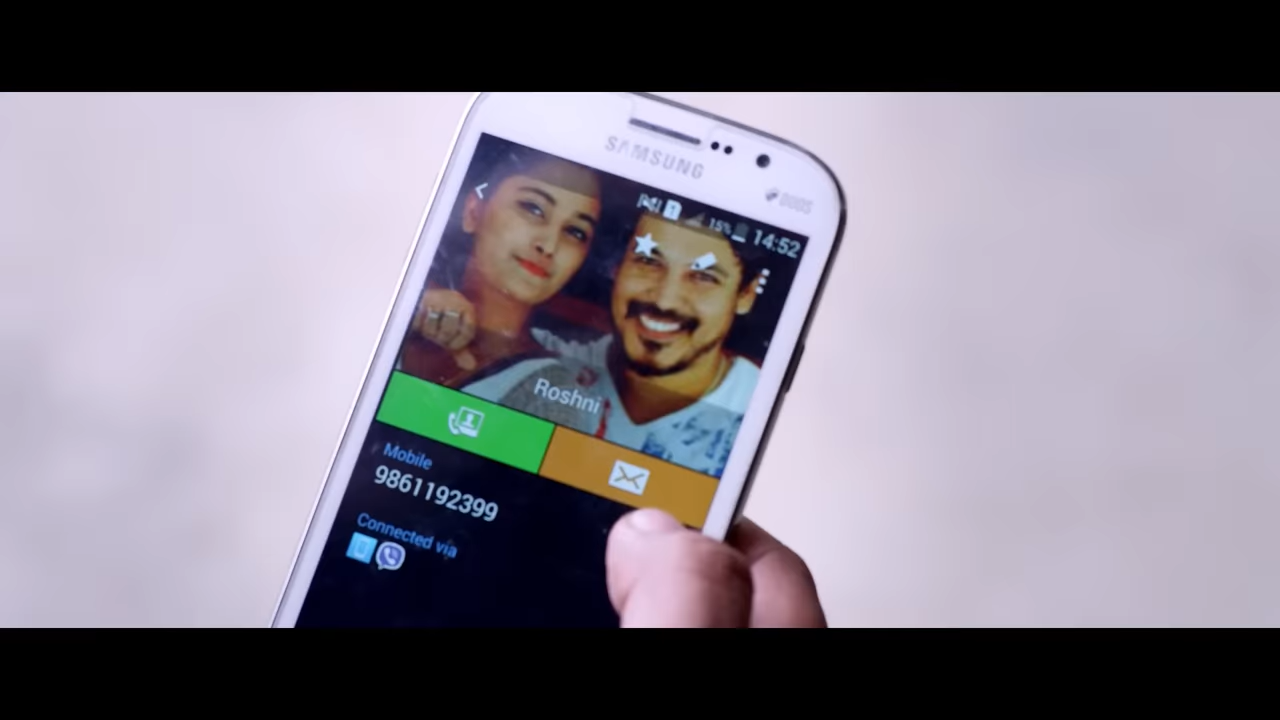 SAMSUNG
DUOS
15% 14:52
Roshni
Mobile
9861192399
Connected via